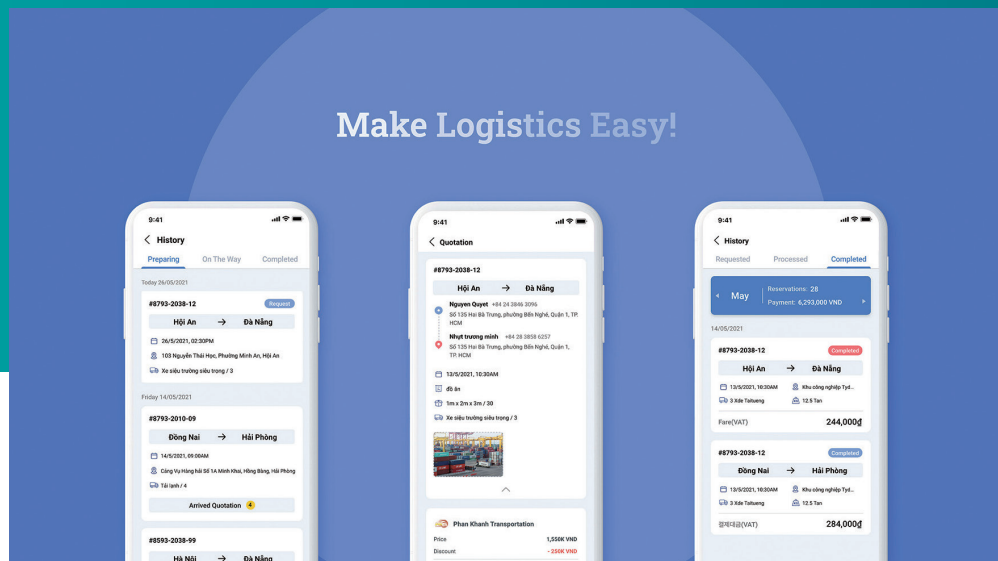 Make Logistics Easy!
9:41
History
Preparing On The Way Completed
Today 26/05/2021
#8793-2038-12 Request
Hội An → Đà Nẵng
26/5/2021, 02:30PM
103 Nguyễn Thái Học, Phường Minh An, Hội An
Xe siêu trường siêu trọng / 3
Friday 14/05/2021
#8793-2010-09
Đồng Nai → Hải Phòng
14/5/2021, 09:00AM
Cảng Vụ Hàng hải Số 1A Minh Khai, Hồng Bàng, Hải Phòng
Tải lạnh / 4
Arrived Quotation 4
#8593-2038-99
Hà Nội → Đà Nẵng
9:41
Quotation
#8793-2038-12
Hội An → Đà Nẵng
Nguyen Quyet +84 24 3846 3096
Số 135 Hai Bà Trưng, phường Bến Nghé, Quận 1, TP.
HCM
Nhựt trương minh +84 28 3858 6257
Số 135 Hai Bà Trưng, phường Bến Nghé, Quận 1,
TP. HCM
13/5/2021, 10:30AM
đồ ăn
1m x 2m x 3m / 30
Xe siêu trường siêu trong / 3
Phan Khanh Transportation
Price 1,550K VND
Discount - 250K VND
9:41
History
Requested Processed Completed
May
Reservations: 28
Payment: 6,293,000 VND
14/05/2021
#8793-2038-12 Completed
Hội An → Đà Nẵng
13/5/2021, 10:30AM Khu công nghiệp Tyd...
3 Xde Taitueng 12.5 Tan
Fare(VAT) 244,000₫
#8793-2038-12 Completed
Đồng Nai → Hải Phòng
13/5/2021, 10:30AM Khu công nghiệp Tyd...
3 Xde Taitueng 12.5 Tan
결제대금(VAT) 284,000₫